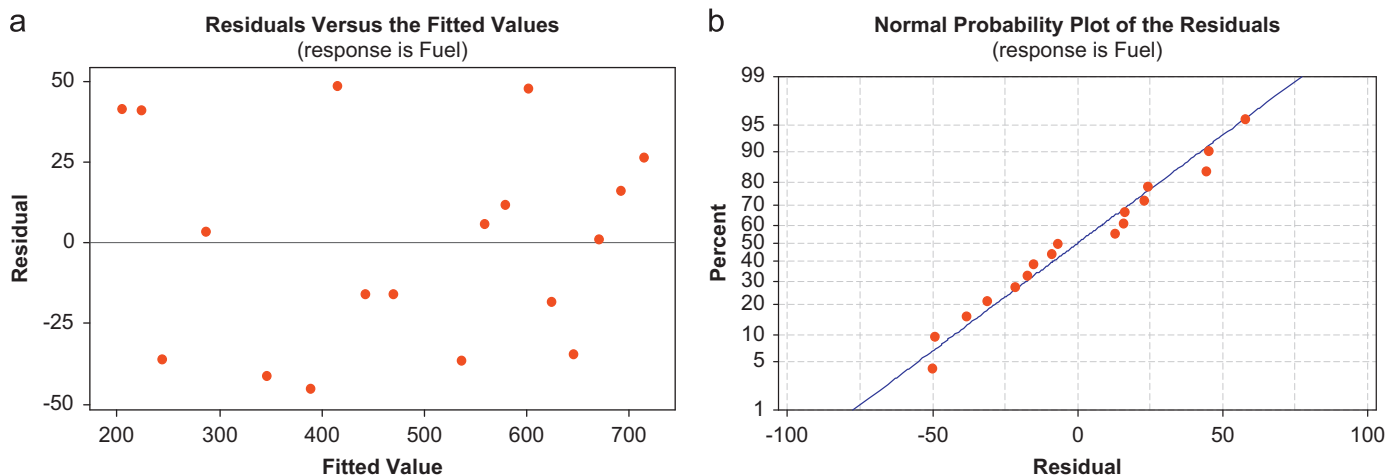 a
Residuals Versus the Fitted Values
(response is Fuel)
50
25
0
-25
-50
Residual
200 300 400 500 600 700
Fitted Value
b
Normal Probability Plot of the Residuals
(response is Fuel)
99
95
90
80
70
60
50
40
30
20
10
5
1
Percent
-100 -50 0 50 100
Residual